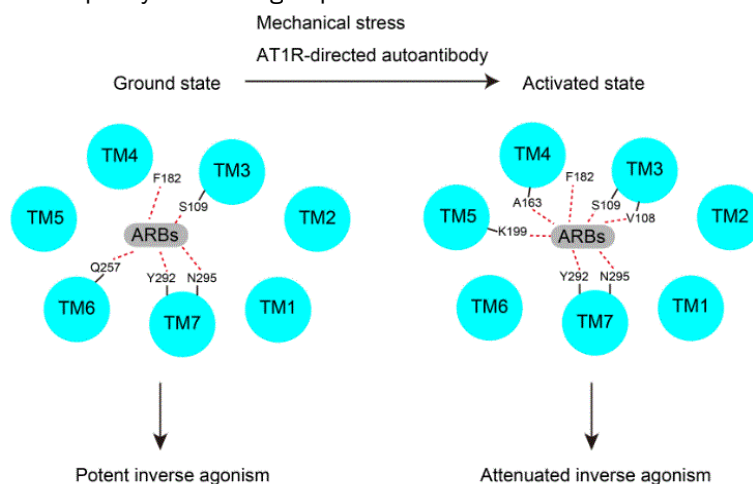 Mechanical stress
AT1R-directed autoantibody
Ground state
Activated state
TM4
F182
TM3
S109
TM5
TM2
ARBs
Q257
Y292
N295
TM6
TM7
TM1
TM4
F182
TM3
A163
S109
V108
TM5
K199
TM2
ARBs
Y292
N295
TM6
TM7
TM1
Potent inverse agonism
Attenuated inverse agonism